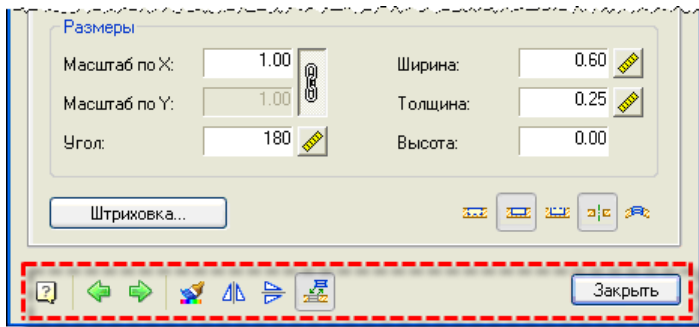 Размеры
Масштаб по X: 1.00 Ширина: 0.60
Масштаб по Y: 1.00 Толщина: 0.25
Угол: 180 Высота: 0.00
Штриховка...
? Закрыть